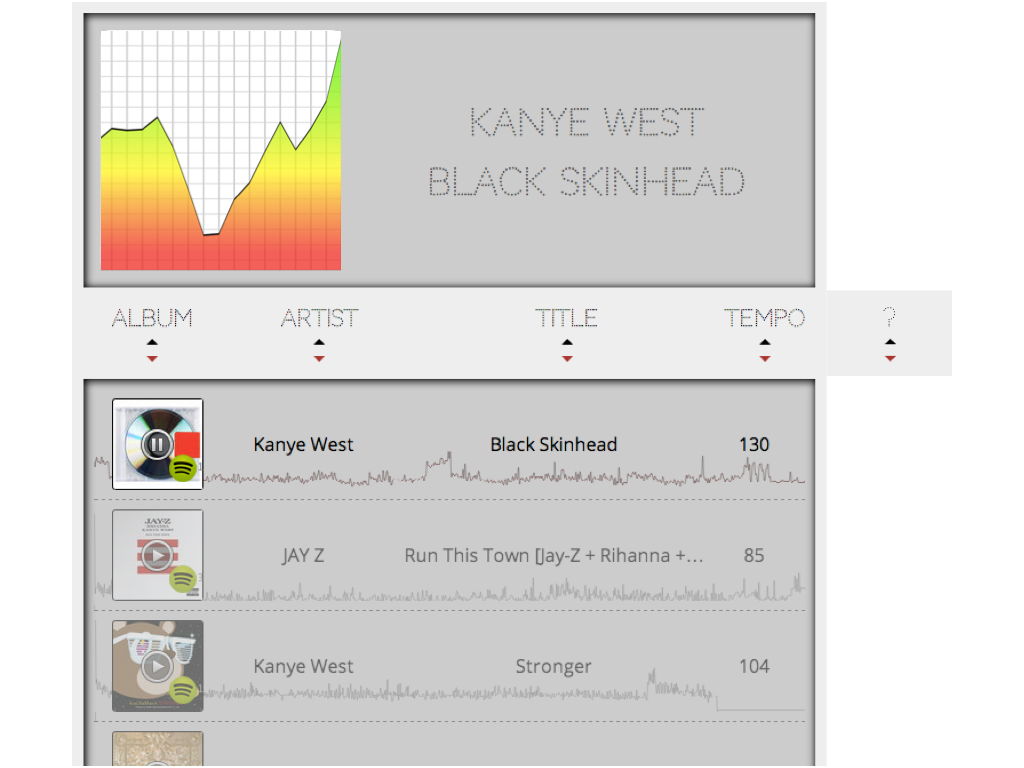 KANYE WEST
BLACK SKINHEAD
ALBUM ARTIST TITLE TEMPO ?
Kanye West Black Skinhead 130
JAY-Z
JAY Z Run This Town [Jay-Z + Rihanna +... 85
Kanye West Stronger 104